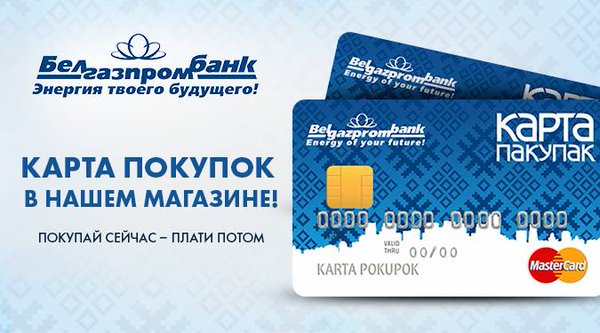 Белгазпромбанк
Энергия твоего будущего!
КАРТА ПОКУПОК
В НАШЕМ МАГАЗИНЕ!
ПОКУПАЙ СЕЙЧАС – ПЛАТИ ПОТОМ
Belgazprombank
Energy of your future!
Belgazprombank
Energy of your future!
КАРТА
ПАКУПАК
0000 0000 0000 0000
VALID
THRU 00/00
KARTA POKUPOK
MasterCard